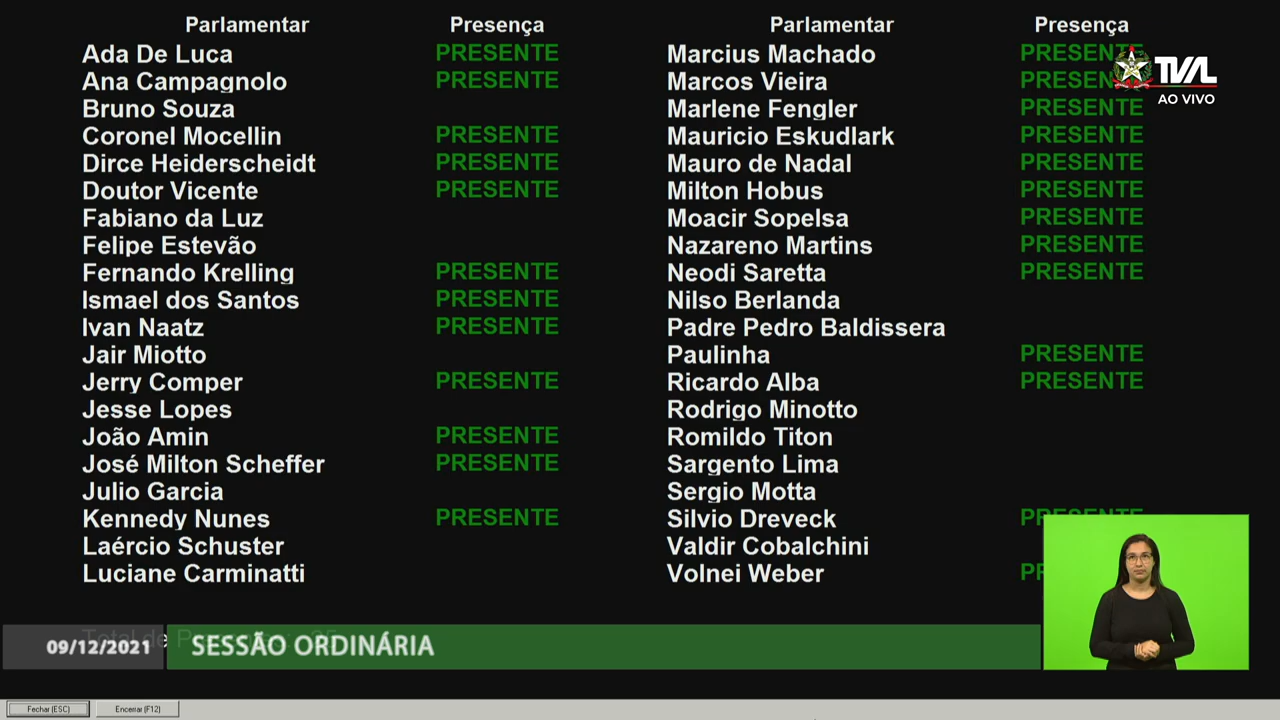 Parlamentar Presença Parlamentar Presença
Ada De Luca PRESENTE Marcius Machado PRESENTE
Ana Campagnolo PRESENTE Marcos Vieira PRESEN
Bruno Souza Marlene Fengler PRESENTE
Coronel Mocellin PRESENTE Mauricio Eskudlark PRESENTE
Dirce Heiderscheidt PRESENTE Mauro de Nadal PRESENTE
Doutor Vicente PRESENTE Milton Hobus PRESENTE
Fabiano da Luz Moacir Sopelsa PRESENTE
Felipe Estevão Nazareno Martins PRESENTE
Fernando Krelling PRESENTE Neodi Saretta PRESENTE
Ismael dos Santos PRESENTE Nilso Berlanda
Ivan Naatz PRESENTE Padre Pedro Baldissera
Jair Miotto Paulinha PRESENTE
Jerry Comper PRESENTE Ricardo Alba PRESENTE
Jesse Lopes Rodrigo Minotto
João Amin PRESENTE Romildo Titon
José Milton Scheffer PRESENTE Sargento Lima
Julio Garcia Sergio Motta
Kennedy Nunes PRESENTE Silvio Dreveck PRESENTE
Laércio Schuster Valdir Cobalchini
Luciane Carminatti Volnei Weber PR
TVAL
AO VIVO
09/12/2021 SESSÃO ORDINÁRIA
Fechar (ESC) Encerrar (F12)